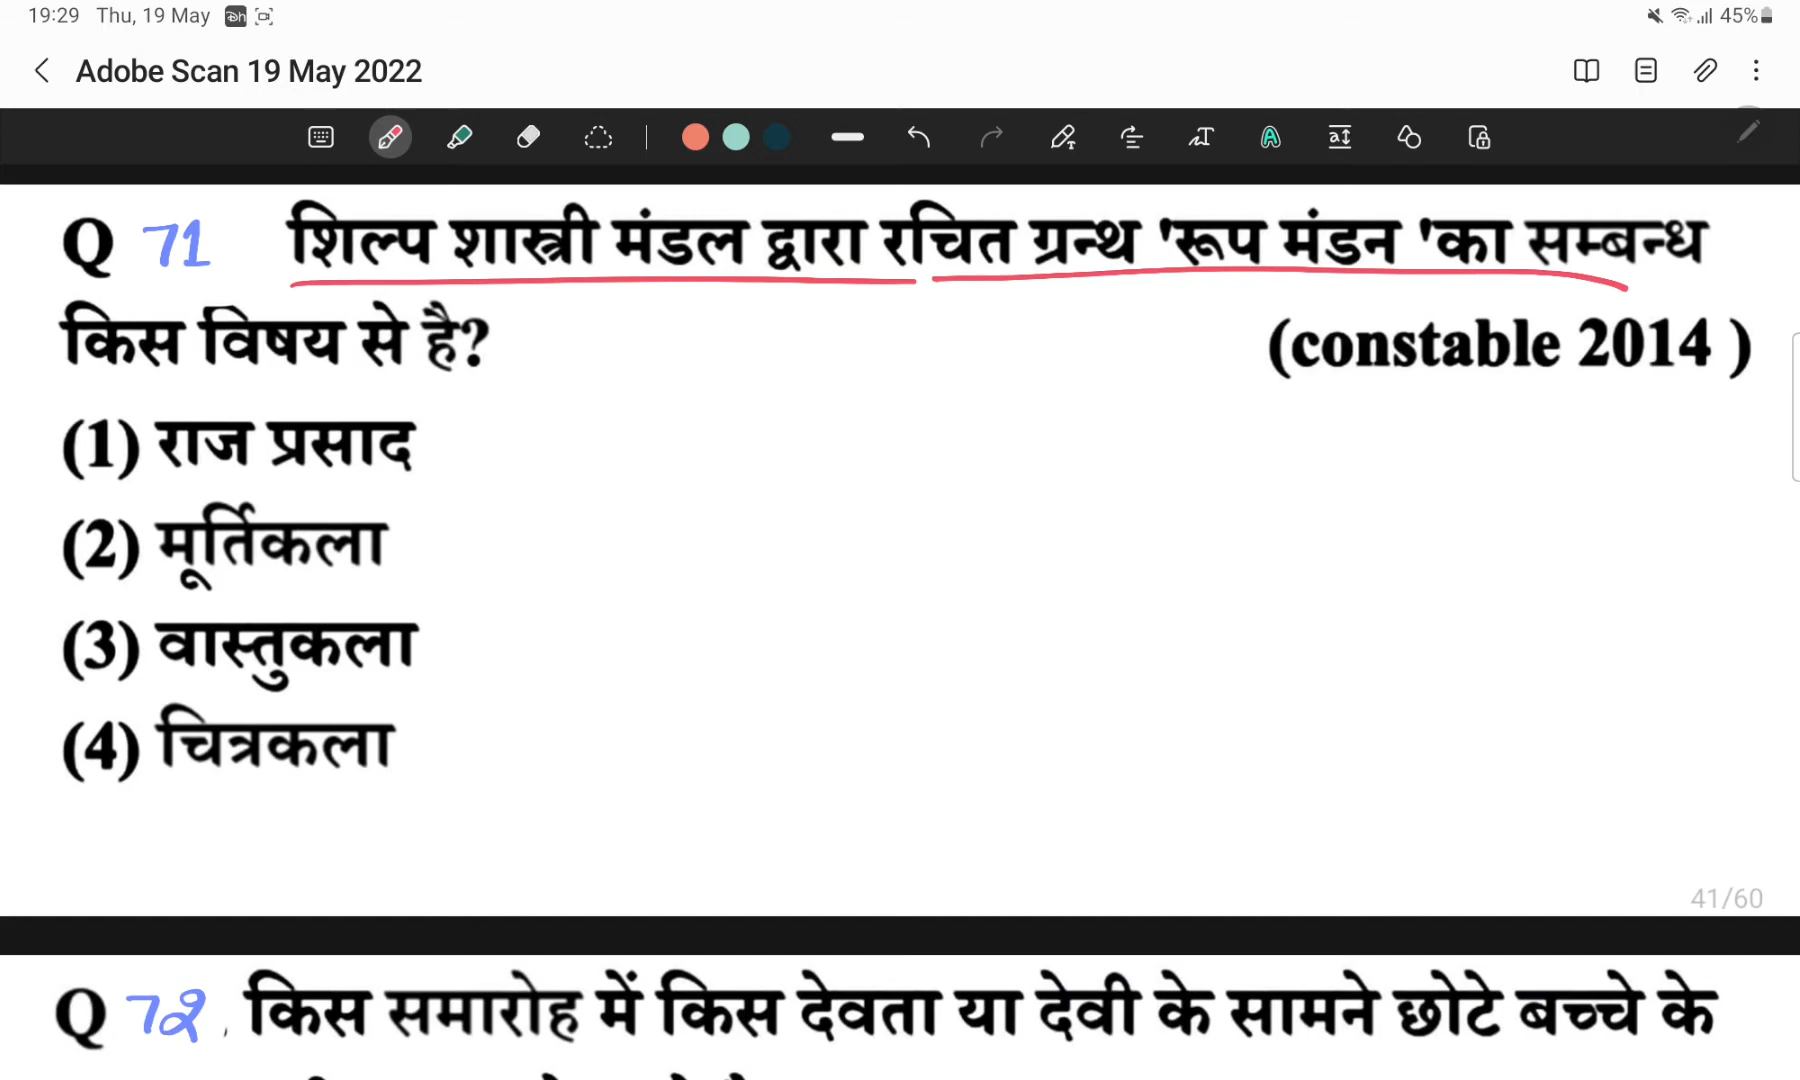 19:29 Thu, 19 May 45%
Adobe Scan 19 May 2022
Q 71 शिल्प शास्त्री मंडल द्वारा रचित ग्रन्थ 'रूप मंडन 'का सम्बन्ध
किस विषय से है? (constable 2014 )
(1) राज प्रसाद
(2) मूर्तिकला
(3) वास्तुकला
(4) चित्रकला
41/60
Q 72 . किस समारोह में किस देवता या देवी के सामने छोटे बच्चे के